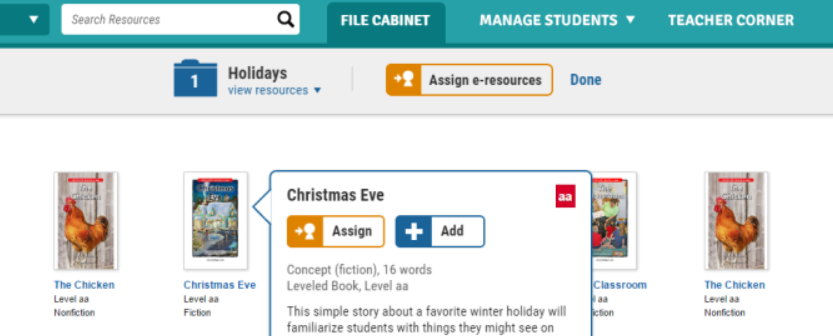 Search Resources
FILE CABINET
MANAGE STUDENTS
TEACHER CORNER
1
Holidays
view resources
Assign e-resources
Done
The Chicken
Christmas Eve
The Chicken
Christmas Eve
aa
Assign
Add
Concept (fiction), 16 words
Leveled Book, Level aa
This simple story about a favorite winter holiday will
familiarize students with things they might see on
The Chicken
Level aa
Nonfiction
Christmas Eve
Level aa
Fiction
Classroom
aa
The Chicken
Level aa
Nonfiction